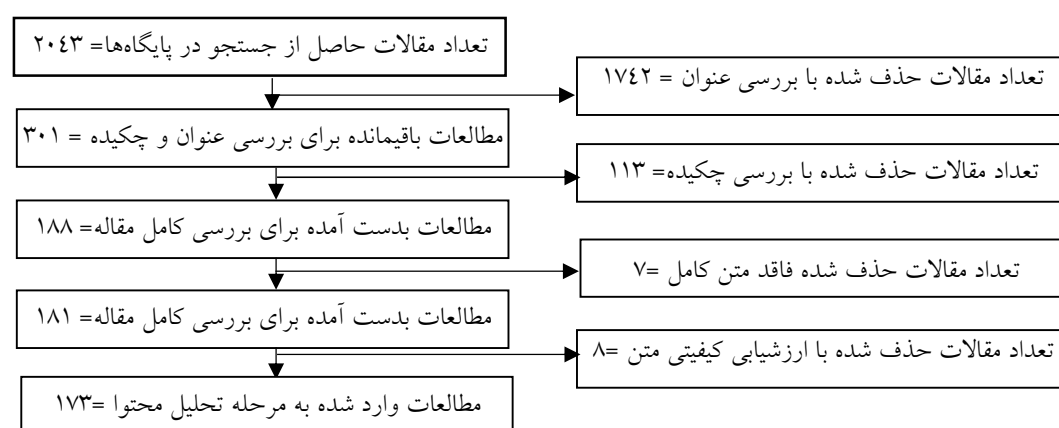 تعداد مقالات حاصل از جستجو در پایگاه‌ها= ۲۰٤۳
تعداد مقالات حذف شده با بررسی عنوان = ۱۷٤۲
مطالعات باقیمانده برای بررسی عنوان و چکیده = ۳۰۱
تعداد مقالات حذف شده با بررسی چکیده= ۱۱۳
مطالعات بدست آمده برای بررسی کامل مقاله= ۱۸۸
تعداد مقالات حذف شده فاقد متن کامل =۷
مطالعات بدست آمده برای بررسی کامل مقاله= ۱۸۱
تعداد مقالات حذف شده با ارزشیابی کیفیتی متن =۸
مطالعات وارد شده به مرحله تحلیل محتوا =۱۷۳